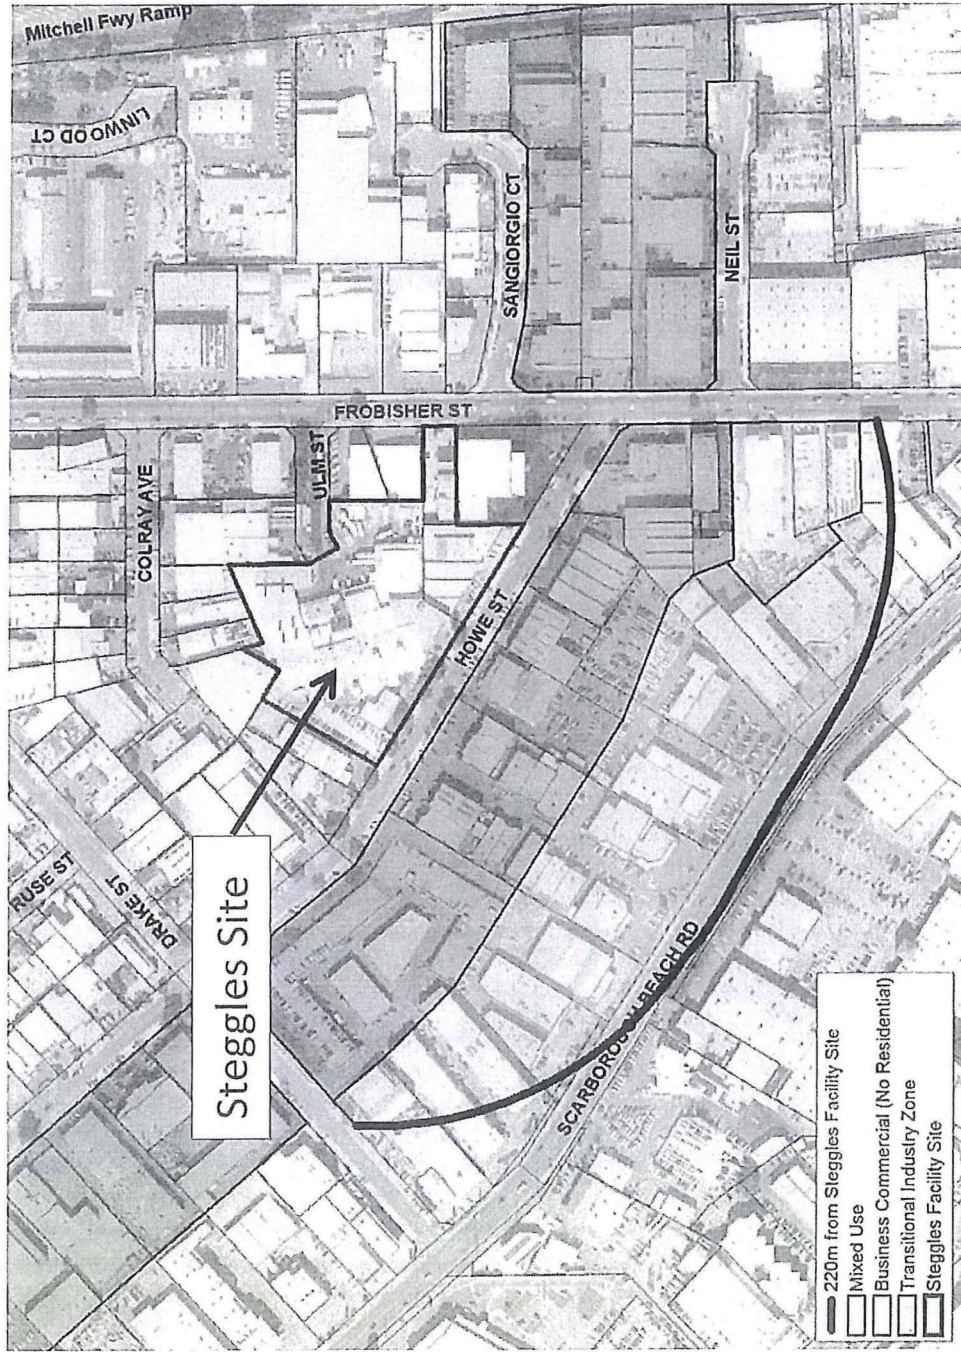 Mitchell Fwy Ramp
LINWOOD CT
SANGIORGIO CT
NEIL ST
FROBISHER ST
COLRAY AVE
ULM ST
HOWE ST
RUSE ST
DRAKE ST
Steggles Site
SCARBOROUGH BEACH RD
220m from Steggles Facility Site
Mixed Use
Business Commercial (No Residential)
Transitional Industry Zone
Steggles Facility Site